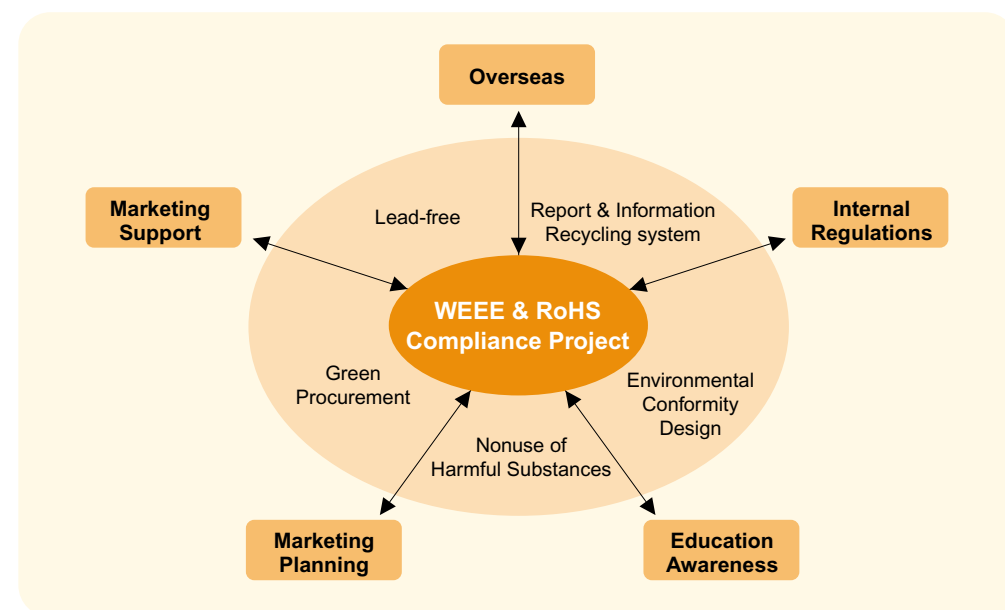 Overseas
Marketing
Support
Lead-free
Report & Information
Recycling system
Internal
Regulations
WEEE & RoHS
Compliance Project
Green
Procurement
Environmental
Conformity
Design
Nonuse of
Harmful Substances
Marketing
Planning
Education
Awareness